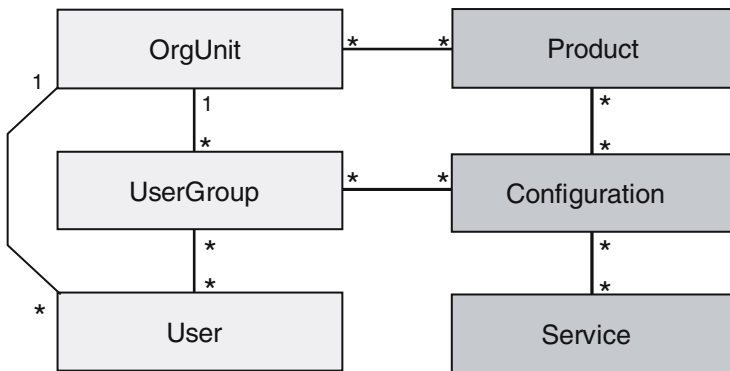 OrgUnit
* *
Product
1
1
*
*
*
UserGroup
* *
Configuration
*
*
*
*
*
User
Service